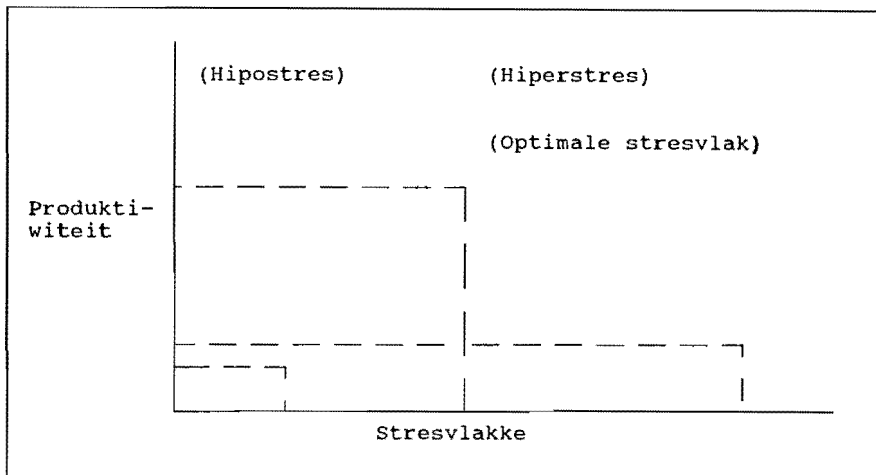 (Hipostres) (Hiperstres)
(Optimale stresvlak)
Produkti-
witeit
Stresvlakke